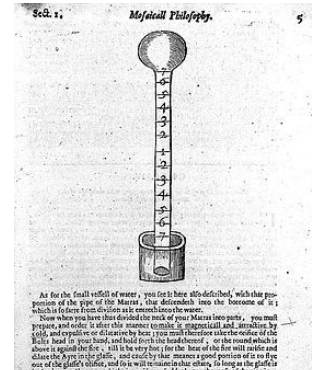 Sect. 1. Mosaicall Philosophy. 5
7
6
5
4
3
2
1
2
3
4
5
6
7
As for the small vessell of water, you see it here also described, with that pro-
portion of the pipe of the Matras, that descendeth into the bottome of it;
which is so farre from division as it entreth into the water.
Now when you have thus divided the neck of your Matras into parts, you must
prepare, and order it after this manner to make it magneticall and attractive by
cold, and expulsive or dilatative by heat; you must therefore take the orifice of the
Bolts head in your hand, and hold forth the head thereof, or the round which is
above it against the fire, till it be very hot; for the heat of the fire will rarifie and
dilate the Ayre in the glasse, and cause by that means a good portion of it to flye
out of the glasse's orifice, and so it will remain in that estate, so long as the glasse is